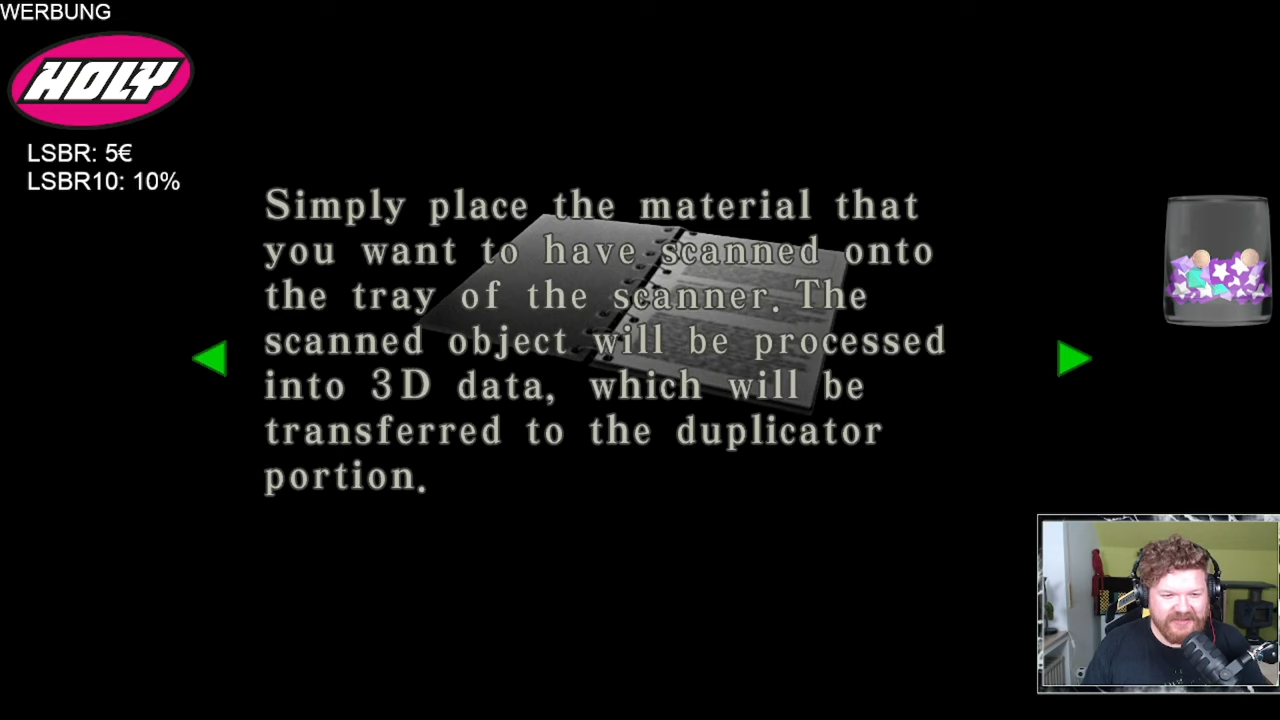 WERBUNG
HOLY
LSBR: 5€
LSBR10: 10%
Simply place the material that
you want to have scanned onto
the tray of the scanner. The
scanned object will be processed
into 3D data, which will be
transferred to the duplicator
portion.